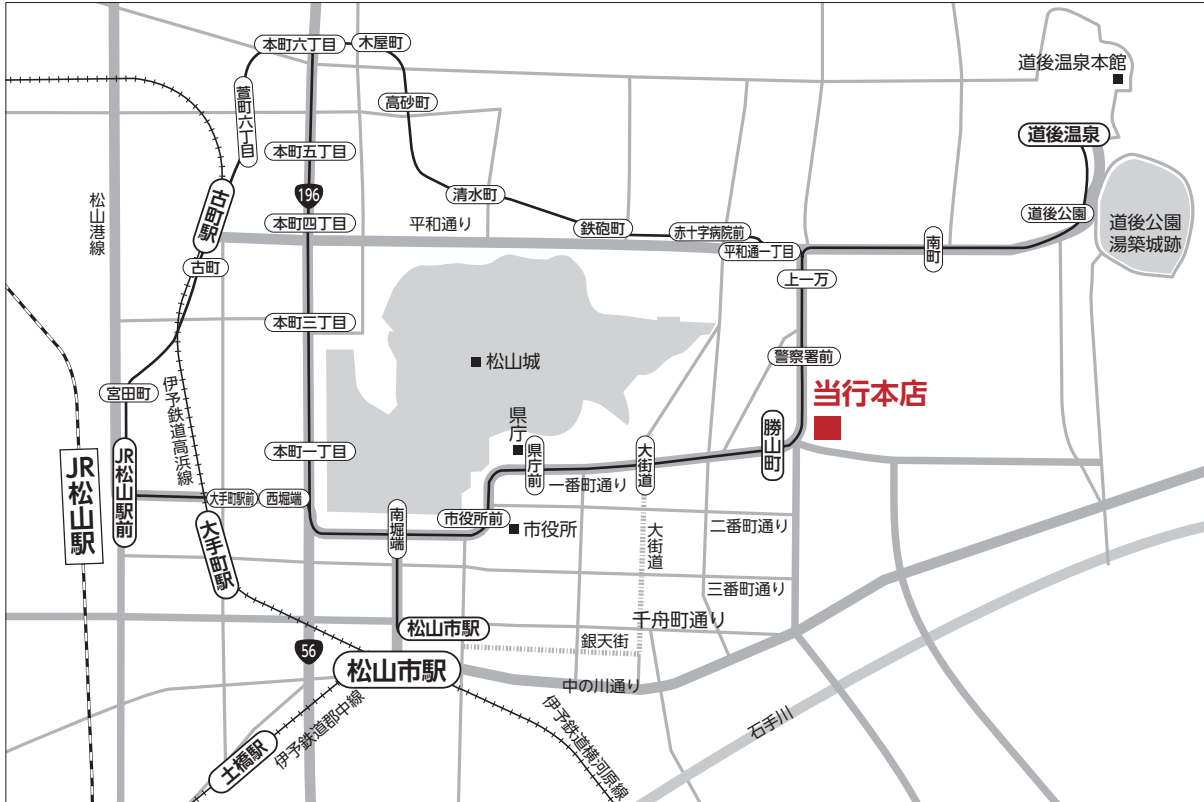 本町六丁目
木屋町
道後温泉本館
萱町六丁目
高砂町
道後温泉
本町五丁目
196
松山港線
清水町
古町駅
本町四丁目
平和通り
鉄砲町
赤十字病院前
平和通一丁目
南町
道後公園
道後公園
湯築城跡
古町
上一万
本町三丁目
警察署前
松山城
宮田町
伊予鉄道高浜線
当行本店
県庁
勝山町
本町一丁目
県庁前
大街道
一番町通り
JR松山駅
JR松山駅前
大手町駅前
西堀端
南堀端
市役所前
市役所
大街道
二番町通り
大手町駅
三番町通り
千舟町通り
松山市駅
銀天街
56
松山市駅
中の川通り
石手川
伊予鉄道郡中線
伊予鉄道横河原線
土橋駅